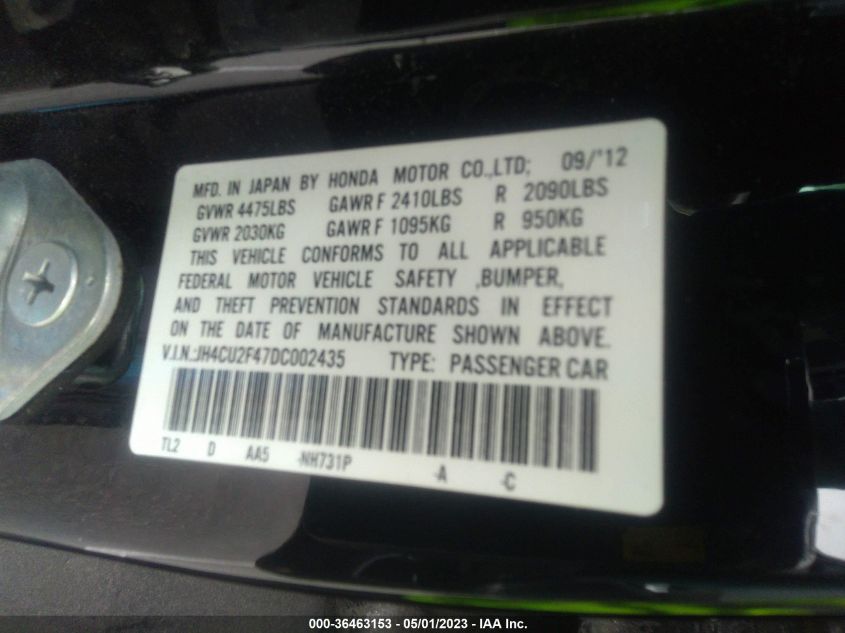 MFD. IN JAPAN BY HONDA MOTOR CO.,LTD; 09/'12
GVWR 4475LBS GAWR F 2410LBS R 2090LBS
GVWR 2030KG GAWR F 1095KG R 950KG
THIS VEHICLE CONFORMS TO ALL APPLICABLE
FEDERAL MOTOR VEHICLE SAFETY ,BUMPER,
AND THEFT PREVENTION STANDARDS IN EFFECT
ON THE DATE OF MANUFACTURE SHOWN ABOVE.
V.I.N.:JH4CU2F47DC002435 TYPE: PASSENGER CAR
TL2 D AA5 -NH731P -A -C
000-36463153 - 05/01/2023 - IAA Inc.